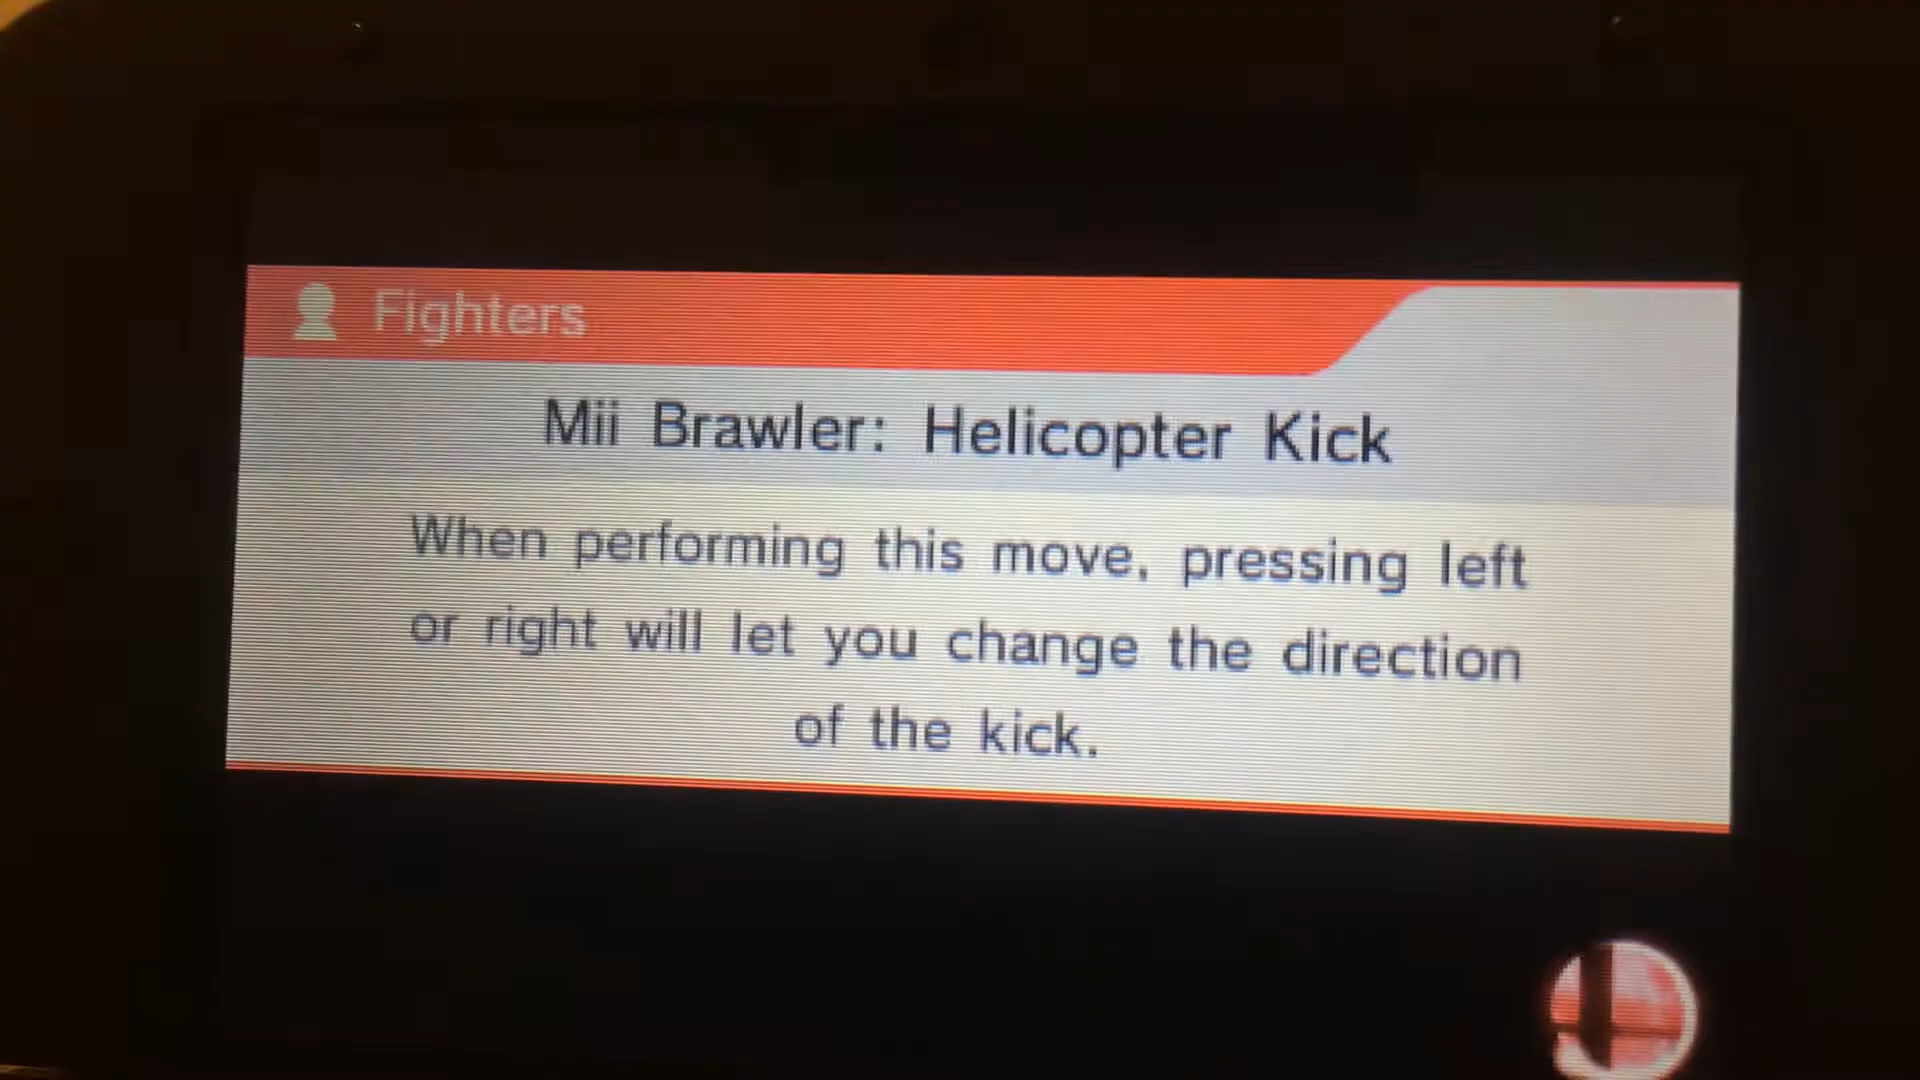 Fighters
Mii Brawler: Helicopter Kick
When performing this move, pressing left
or right will let you change the direction
of the kick.